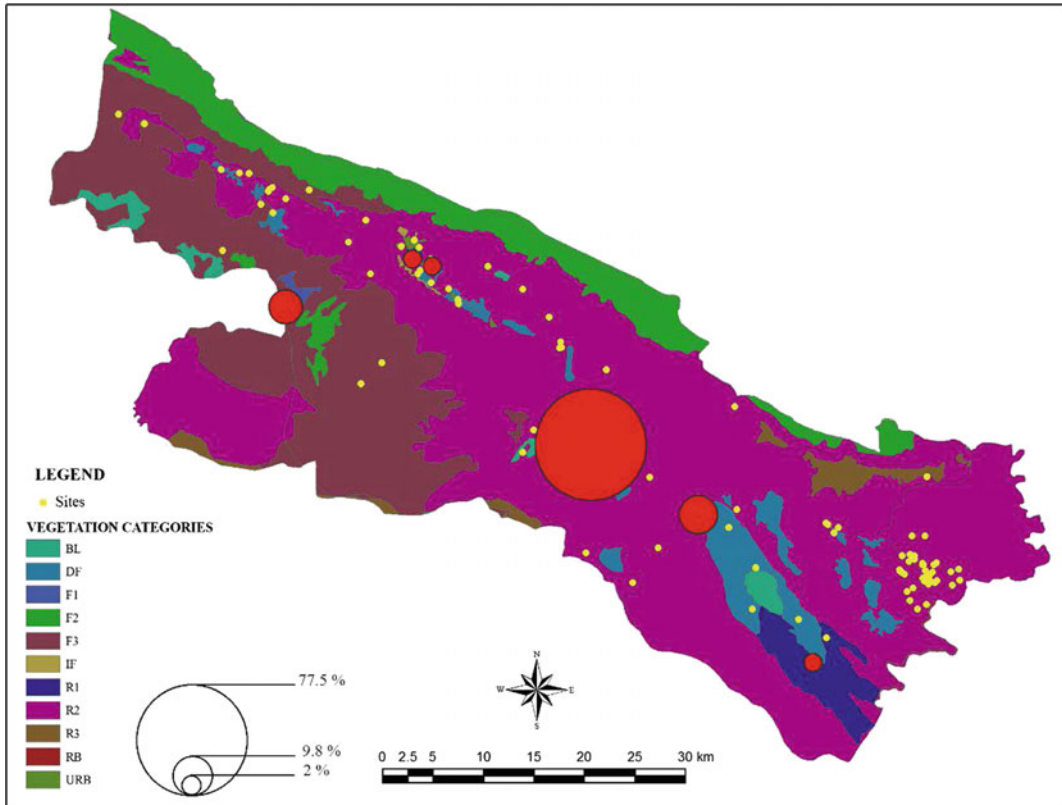 LEGEND
Sites
VEGETATION CATEGORIES
BL
DF
F1
F2
F3
IF
R1
R2
R3
RB
URB
77.5 %
9.8 %
2 %
N
W E
S
0 2.5 5 10 15 20 25 30 km